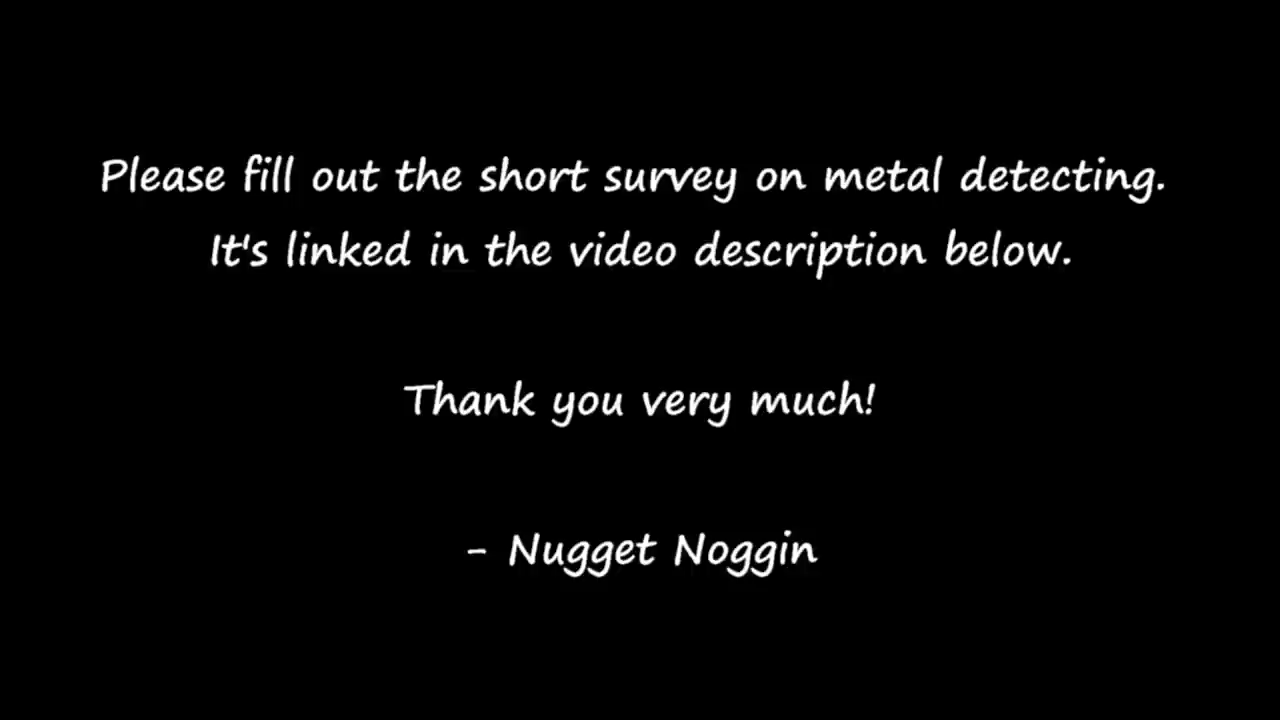 Please fill out the short survey on metal detecting.
It's linked in the video description below.
Thank you very much!
- Nugget Noggin